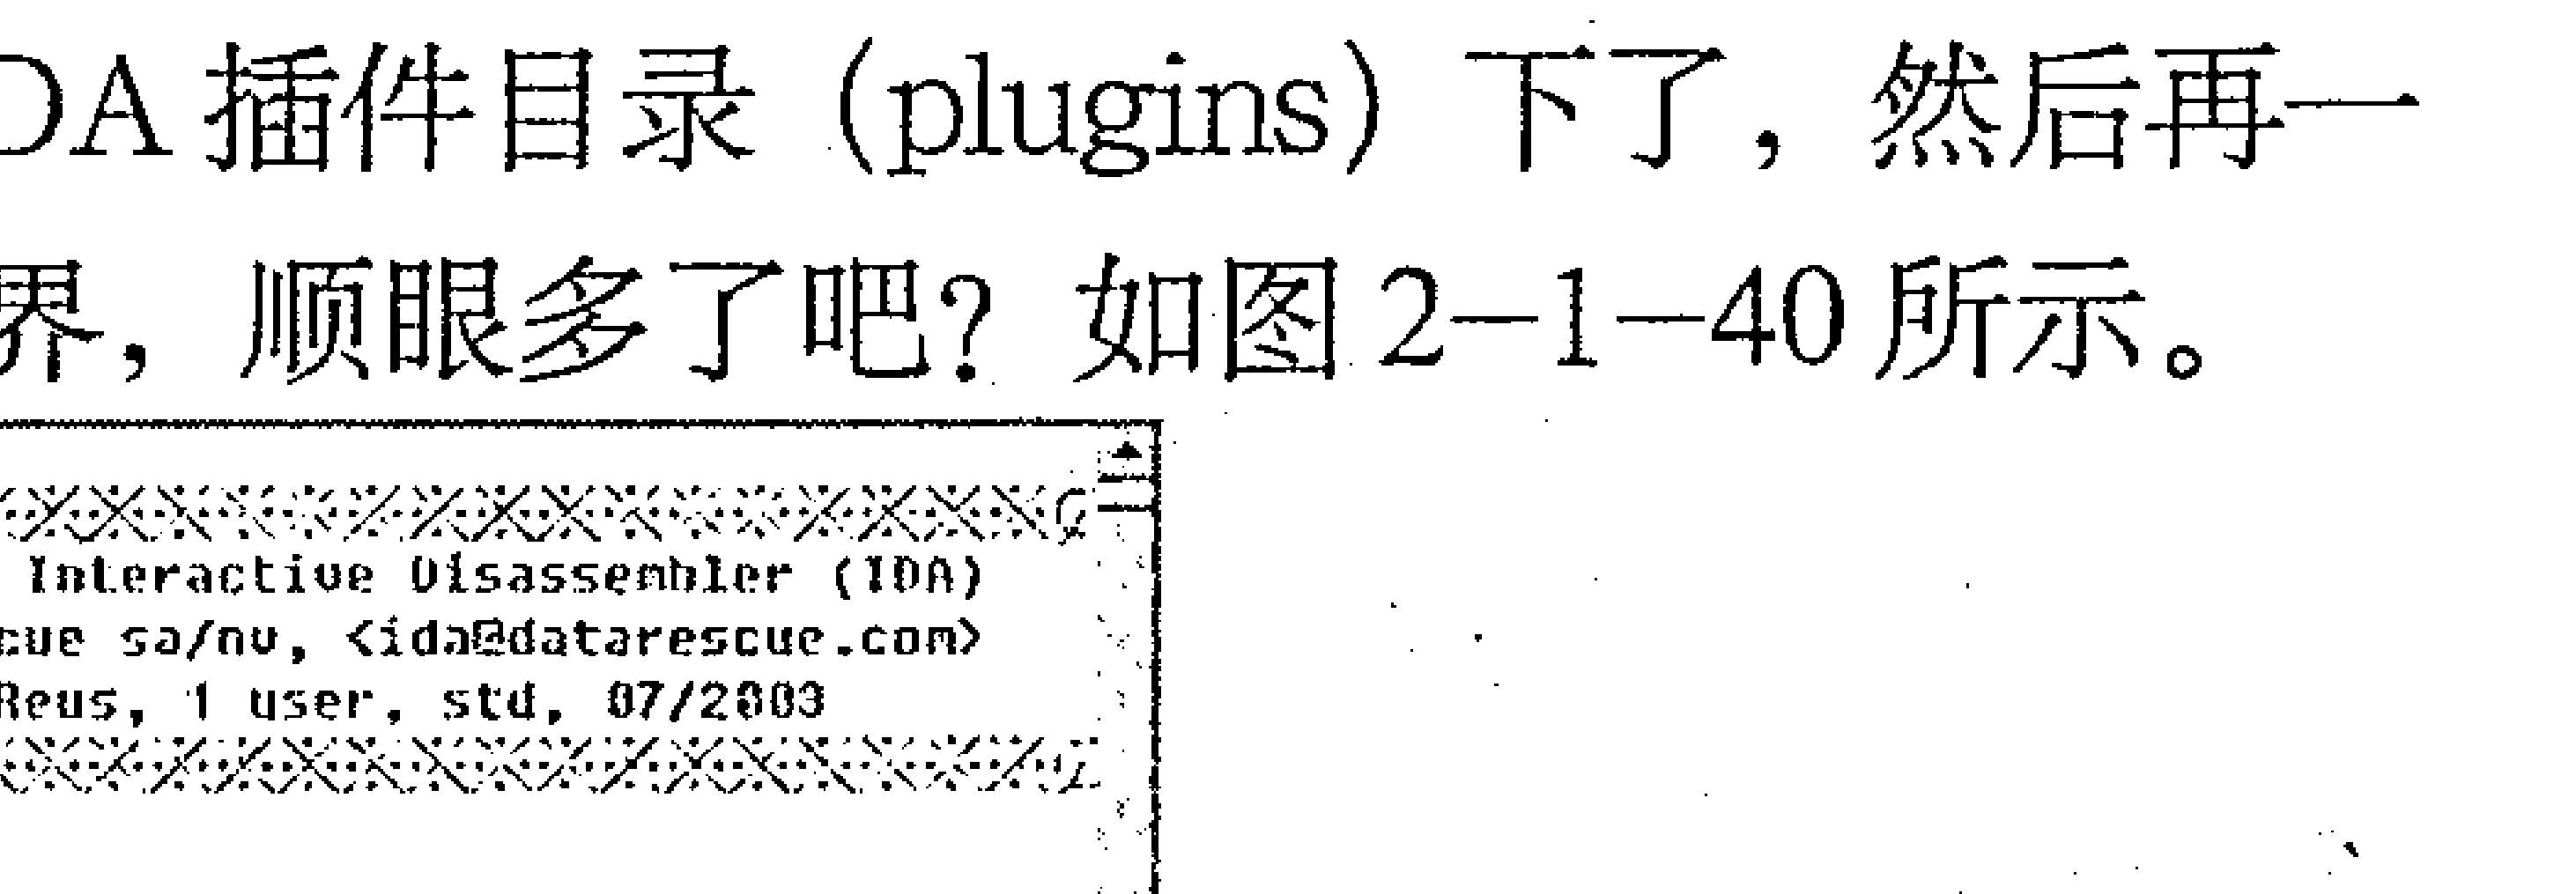 DA 插件目录（plugins）下了，然后再一
界，顺眼多了吧？如图 2-1-40 所示。
Interactive Disassembler (IDA)
cue sa/nv, <ida@datarescue.com>
1 user, std, 07/2003